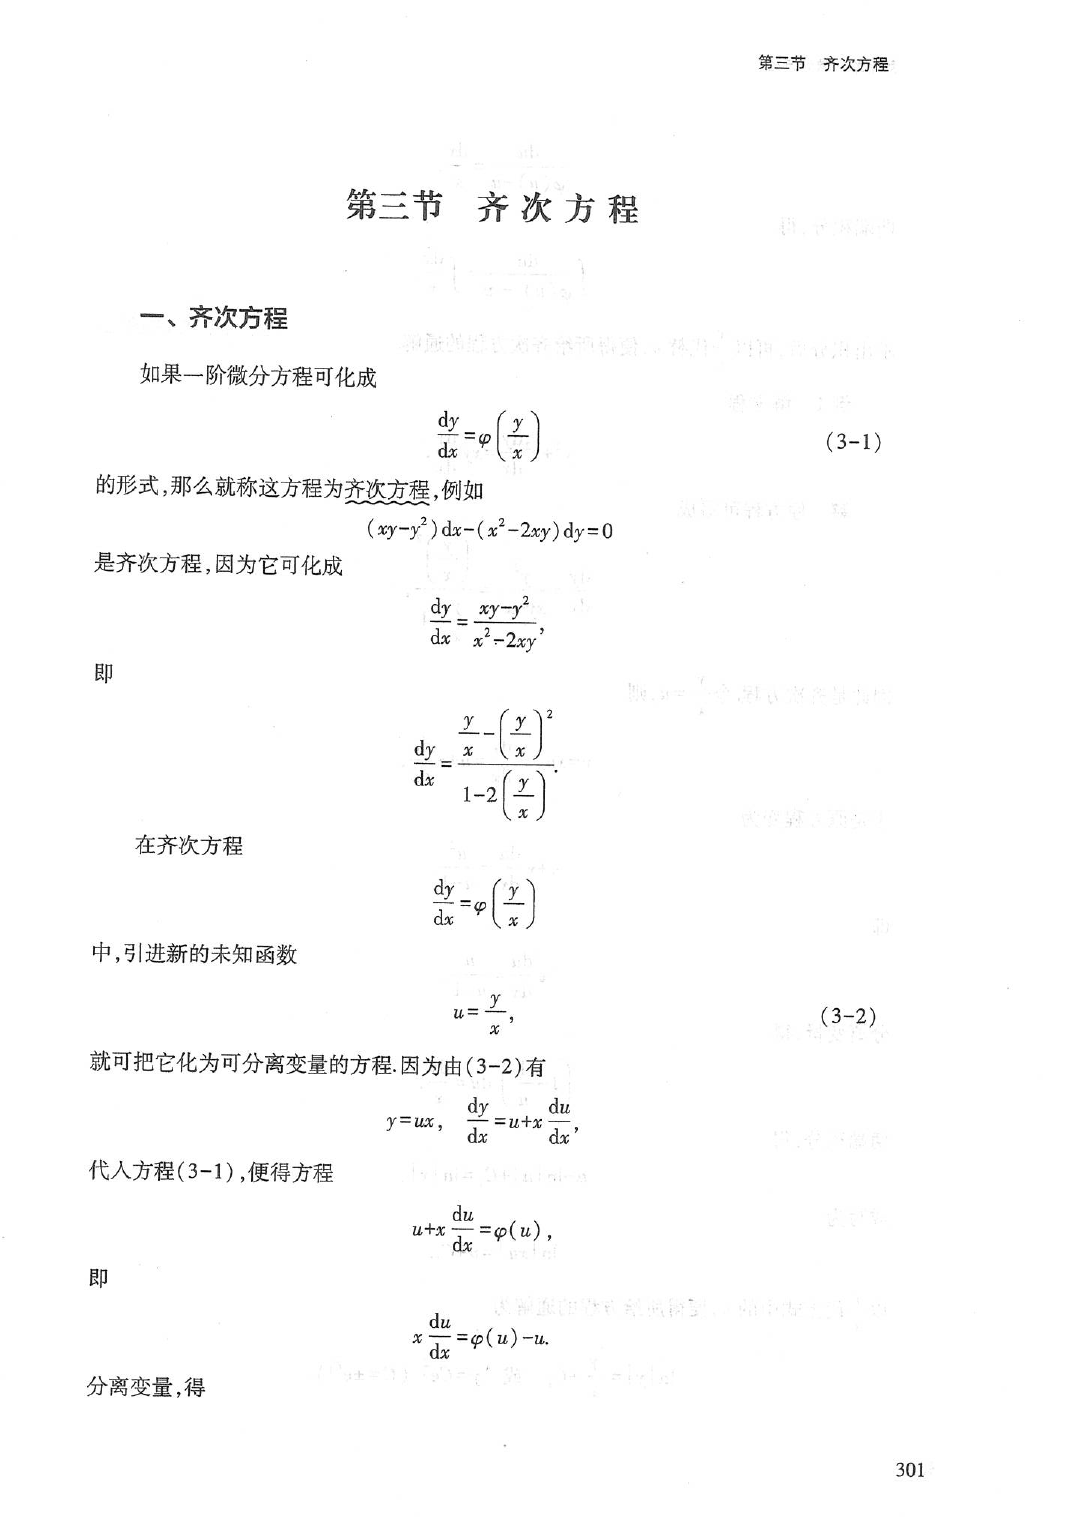 第三节 齐次方程
第三节 齐次方程
一、齐次方程
如果一阶微分方程可化成
dy/dx=φ(y/x) (3-1)
的形式,那么就称这方程为齐次方程,例如
(xy-y²)dx-(x²-2xy)dy=0
是齐次方程,因为它可化成
dy/dx=(xy-y²)/(x²-2xy),
即
dy/dx=(y/x-(y/x)²)/(1-2(y/x)).
在齐次方程
dy/dx=φ(y/x)
中,引进新的未知函数
u=y/x, (3-2)
就可把它化为可分离变量的方程.因为由(3-2)有
y=ux, dy/dx=u+x du/dx,
代入方程(3-1),便得方程
u+x du/dx=φ(u),
即
x du/dx=φ(u)-u.
分离变量,得
301